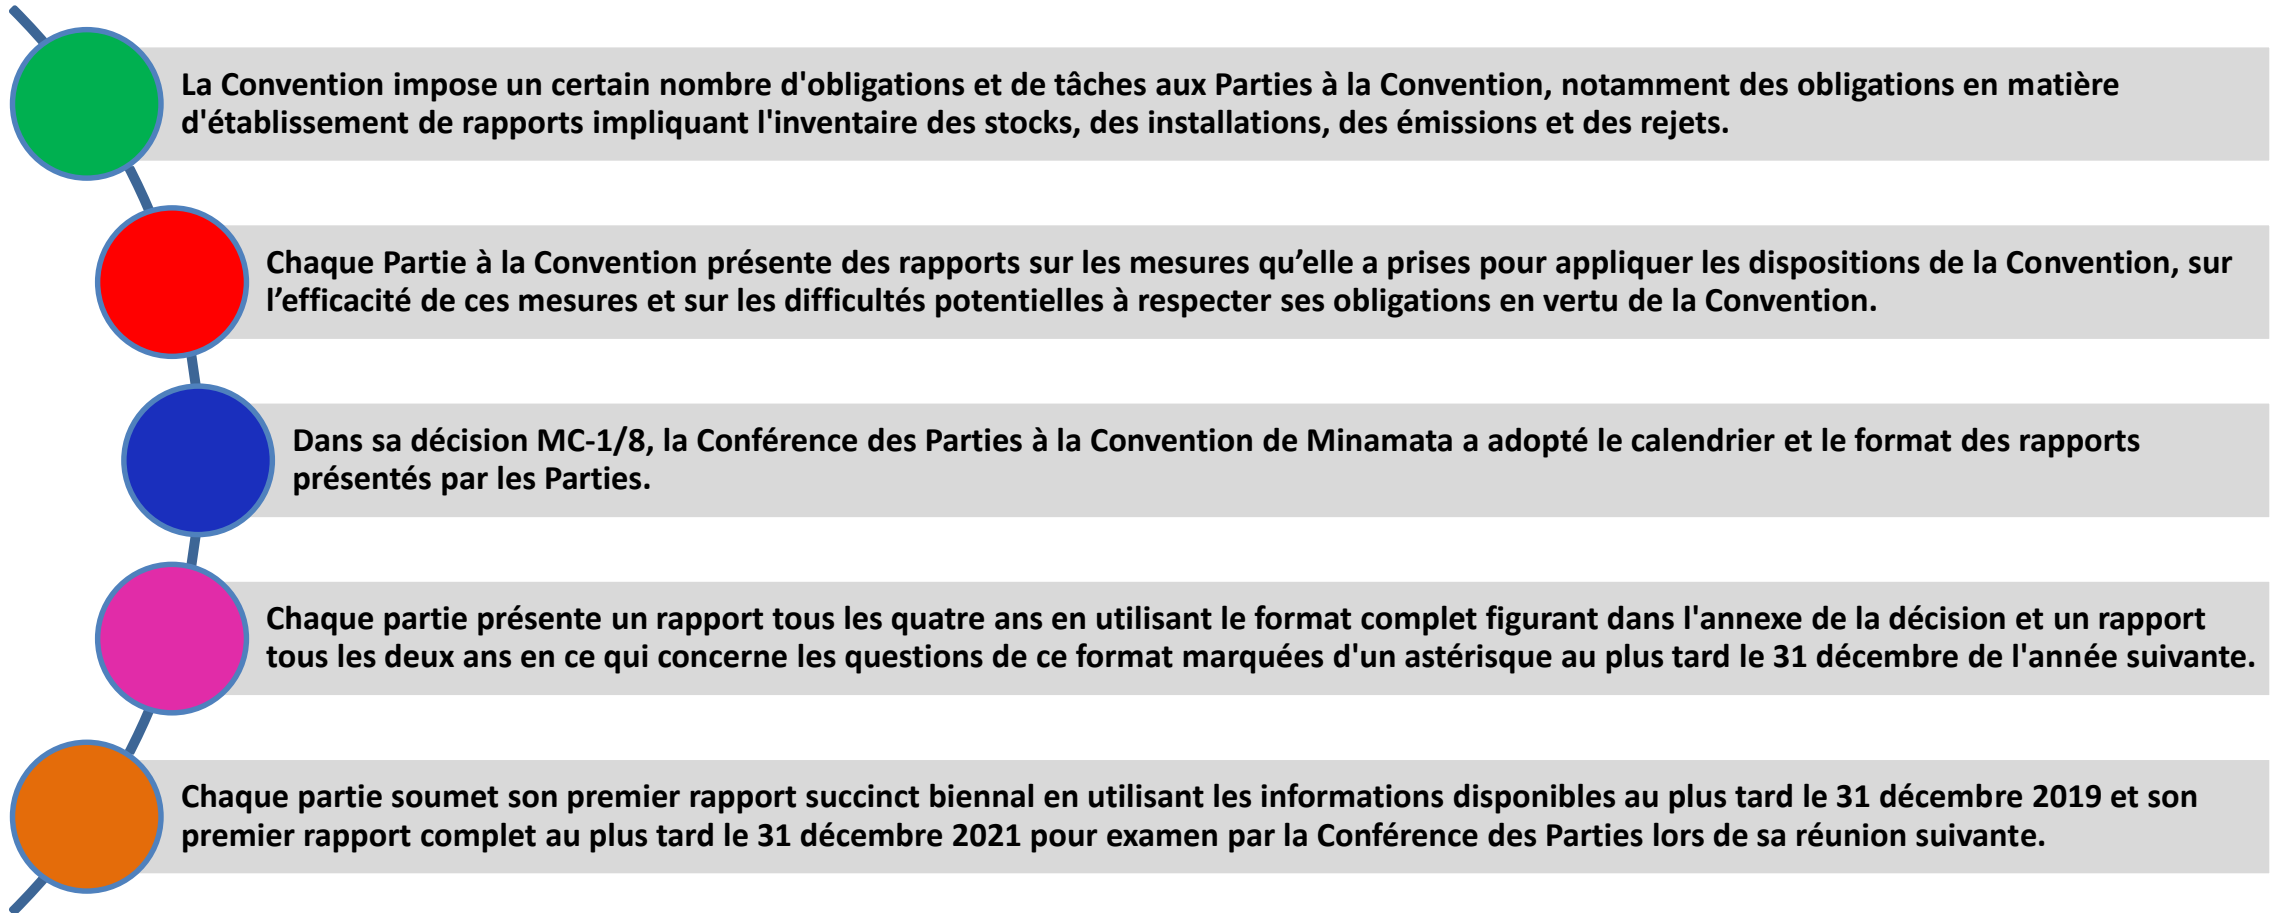 La Convention impose un certain nombre d'obligations et de tâches aux Parties à la Convention, notamment des obligations en matière
d'établissement de rapports impliquant l'inventaire des stocks, des installations, des émissions et des rejets.
Chaque Partie à la Convention présente des rapports sur les mesures qu’elle a prises pour appliquer les dispositions de la Convention, sur
l’efficacité de ces mesures et sur les difficultés potentielles à respecter ses obligations en vertu de la Convention.
Dans sa décision MC-1/8, la Conférence des Parties à la Convention de Minamata a adopté le calendrier et le format des rapports
présentés par les Parties.
Chaque partie présente un rapport tous les quatre ans en utilisant le format complet figurant dans l'annexe de la décision et un rapport
tous les deux ans en ce qui concerne les questions de ce format marquées d'un astérisque au plus tard le 31 décembre de l'année suivante.
Chaque partie soumet son premier rapport succinct biennal en utilisant les informations disponibles au plus tard le 31 décembre 2019 et son
premier rapport complet au plus tard le 31 décembre 2021 pour examen par la Conférence des Parties lors de sa réunion suivante.